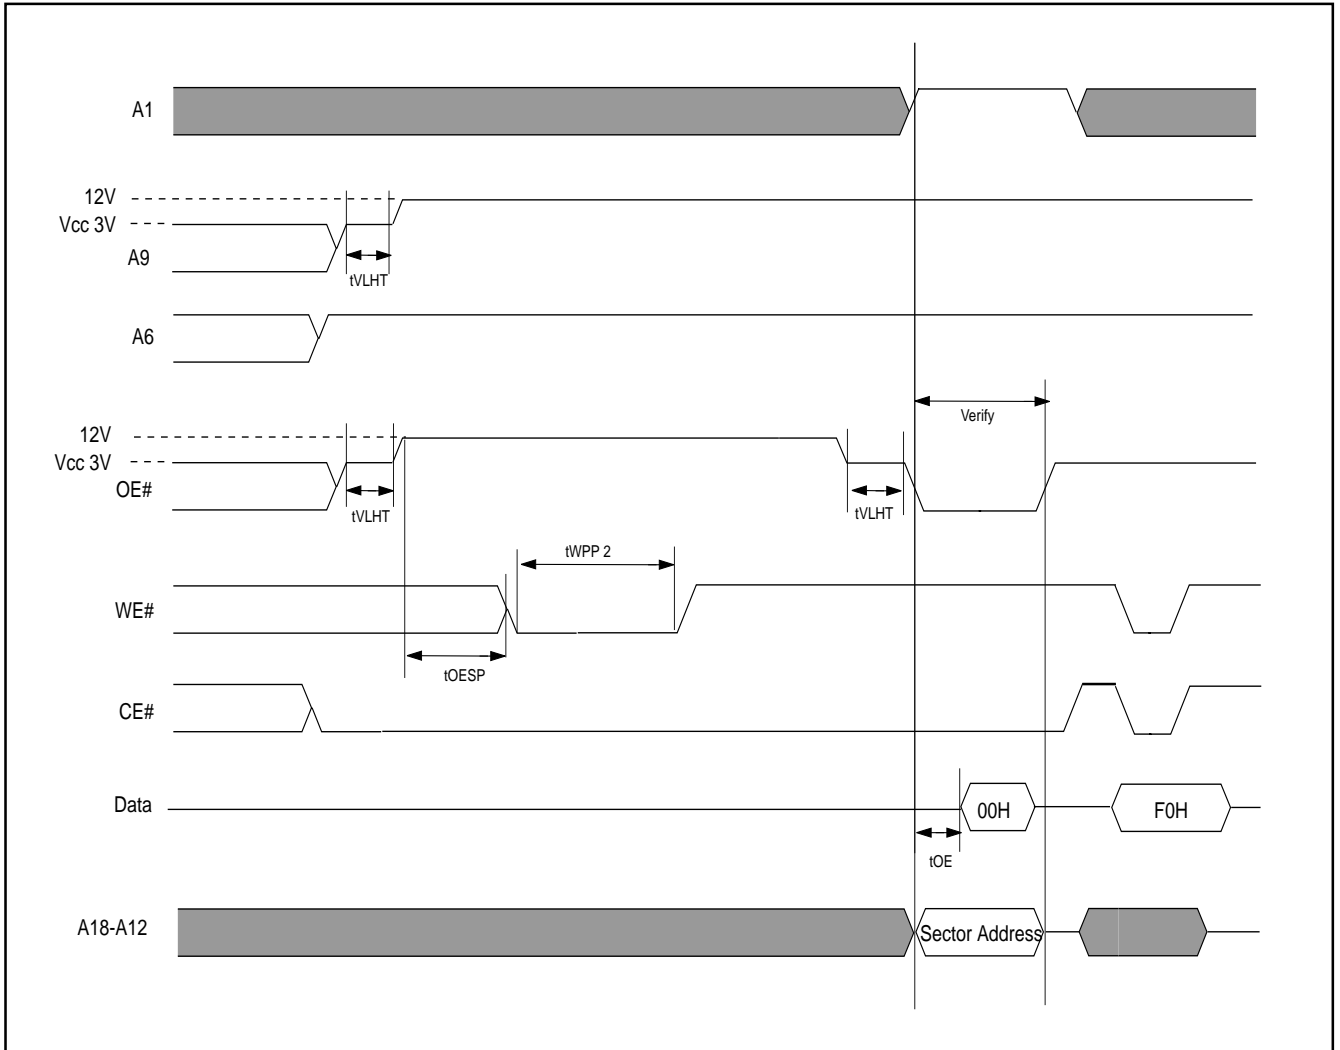 A1
12V
Vcc 3V
A9
tVLHT
A6
Verify
12V
Vcc 3V
OE#
tVLHT
tVLHT
tWPP 2
WE#
tOESP
CE#
Data
00H
F0H
tOE
A18-A12
Sector Address